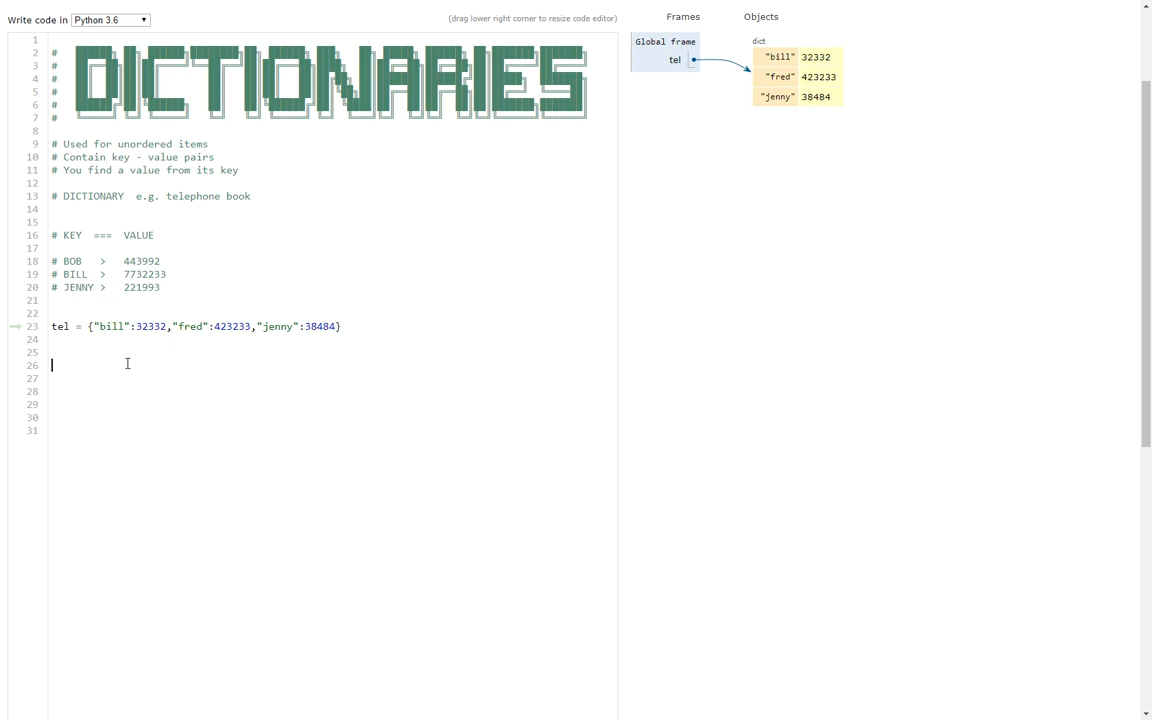 Write code in Python 3.6
(drag lower right corner to resize code editor)
Frames
Objects
1
2 #
3 #
4 #
5 #
6 #
7 #
DICTIONARIES
8
9 # Used for unordered items
10 # Contain key - value pairs
11 # You find a value from its key
12
13 # DICTIONARY e.g. telephone book
14
15
16 # KEY === VALUE
17
18 # BOB > 443992
19 # BILL > 7732233
20 # JENNY > 221993
21
22
23 tel = {"bill":32332,"fred":423233,"jenny":38484}
24
25
26
27
28
29
30
31
Global frame
tel
dict
"bill" 32332
"fred" 423233
"jenny" 38484